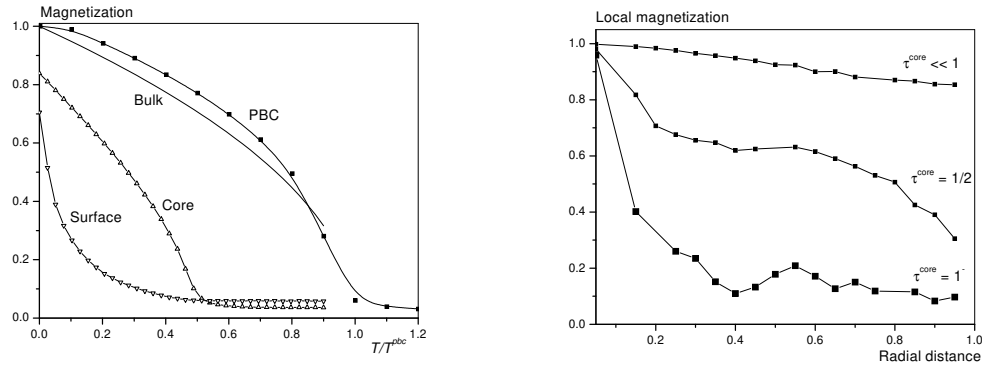 Magnetization
1.0
0.8
0.6
0.4
0.2
0.0
0.0 0.2 0.4 0.6 0.8 1.0 1.2
T/T^pbc
PBC
Bulk
Core
Surface
Local magnetization
1.0
0.8
0.6
0.4
0.2
0.0
0.2 0.4 0.6 0.8 1.0
Radial distance
τ^core << 1
τ^core = 1/2
τ^core = 1^-